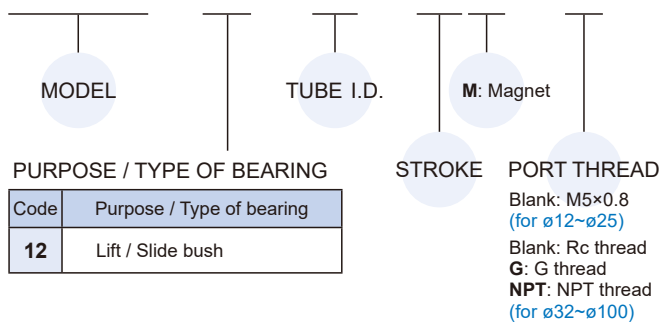 MODEL
TUBE I.D.
M: Magnet
PURPOSE / TYPE OF BEARING
STROKE
PORT THREAD
Code Purpose / Type of bearing
12 Lift / Slide bush
Blank: M5×0.8
(for ø12~ø25)
Blank: Rc thread
G: G thread
NPT: NPT thread
(for ø32~ø100)